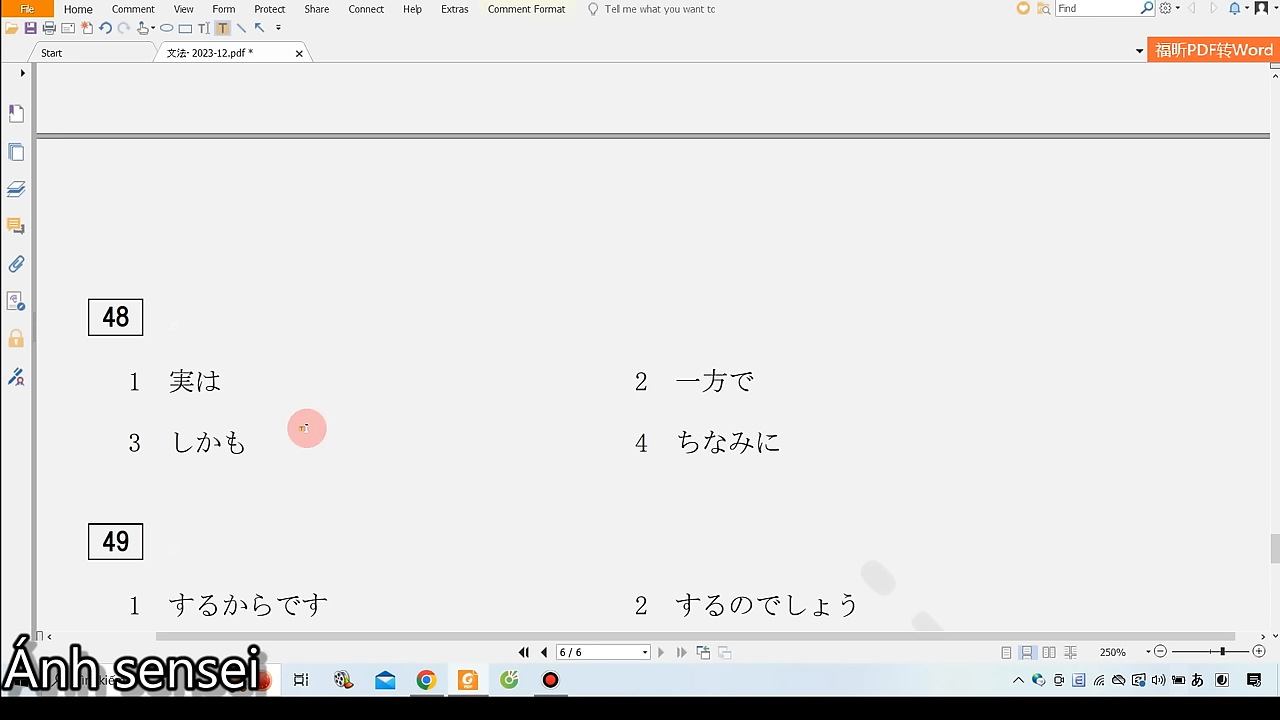 File Home Comment View Form Protect Share Connect Help Extras Comment Format Tell me what you want to Find
Start 文法- 2023-12.pdf * 福昕PDF转Word
48
1 実は 2 一方で
3 しかも 4 ちなみに
49
1 するからです 2 するのでしょう
6 / 6 250%
Ánh sensei